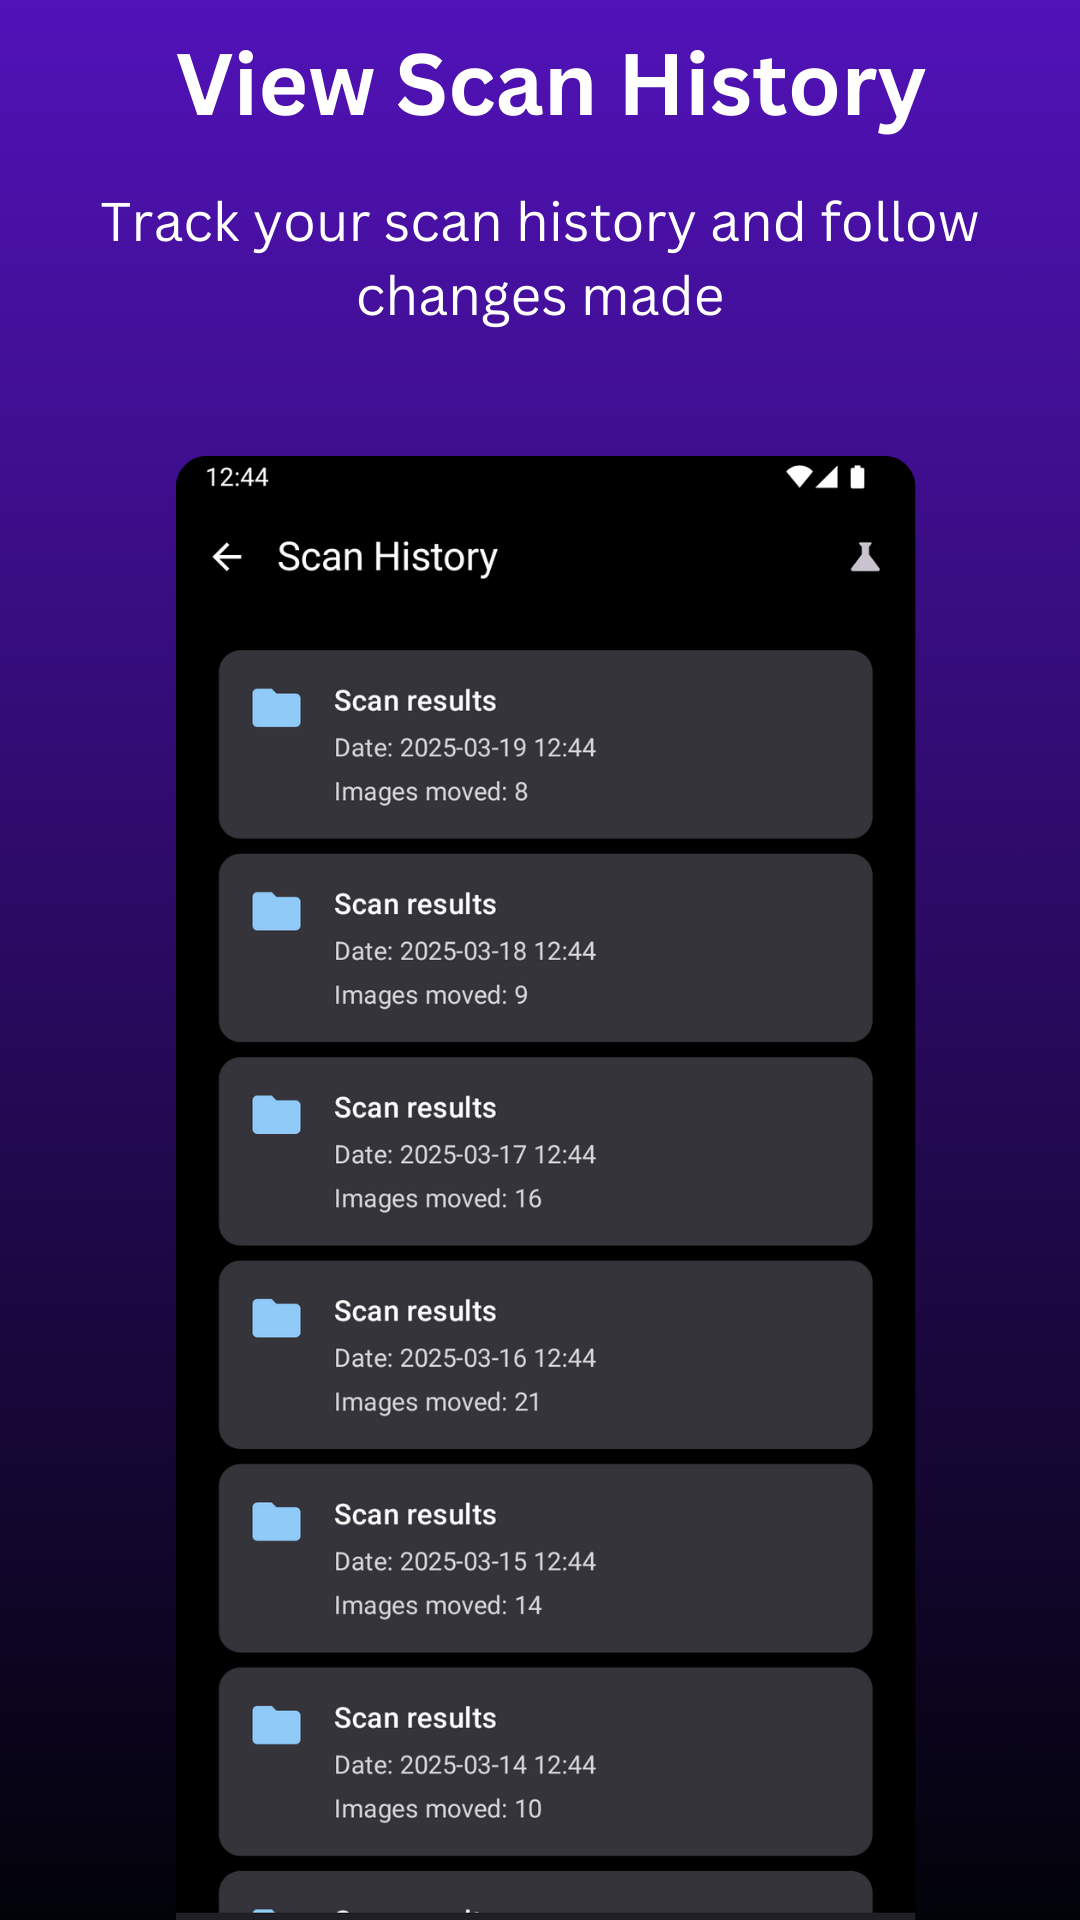 View Scan History
Track your scan history and follow
changes made
12:44
Scan History
Scan results
Date: 2025-03-19 12:44
Images moved: 8
Scan results
Date: 2025-03-18 12:44
Images moved: 9
Scan results
Date: 2025-03-17 12:44
Images moved: 16
Scan results
Date: 2025-03-16 12:44
Images moved: 21
Scan results
Date: 2025-03-15 12:44
Images moved: 14
Scan results
Date: 2025-03-14 12:44
Images moved: 10